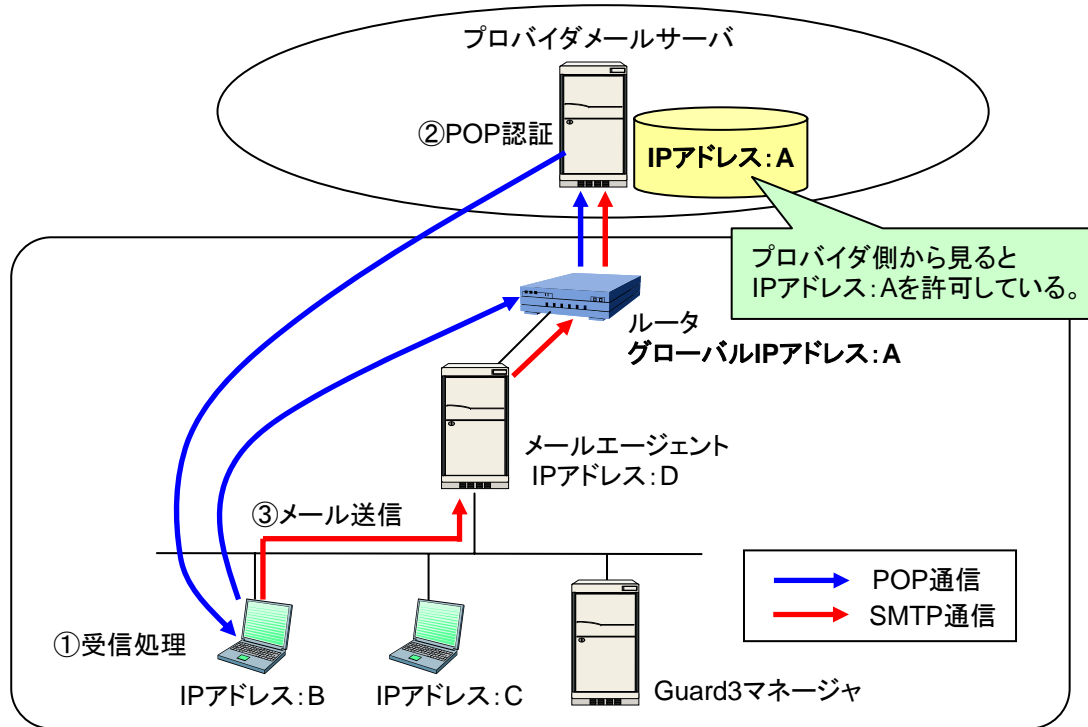 プロバイダメールサーバ
②POP認証
IPアドレス:A
プロバイダ側から見ると
IPアドレス:Aを許可している。
ルータ
グローバルIPアドレス:A
メールエージェント
IPアドレス:D
③メール送信
①受信処理
IPアドレス:B
IPアドレス:C
Guard3マネージャ
POP通信
SMTP通信